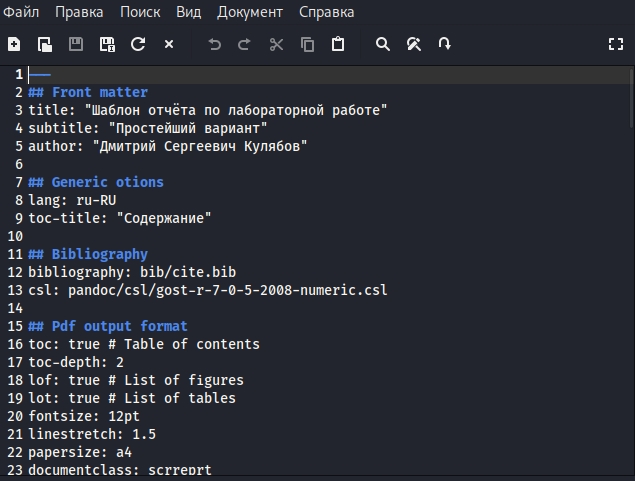 Файл Правка Поиск Вид Документ Справка
1 ---
2 ## Front matter
3 title: "Шаблон отчёта по лабораторной работе"
4 subtitle: "Простейший вариант"
5 author: "Дмитрий Сергеевич Кулябов"
6
7 ## Generic otions
8 lang: ru-RU
9 toc-title: "Содержание"
10
11 ## Bibliography
12 bibliography: bib/cite.bib
13 csl: pandoc/csl/gost-r-7-0-5-2008-numeric.csl
14
15 ## Pdf output format
16 toc: true # Table of contents
17 toc-depth: 2
18 lof: true # List of figures
19 lot: true # List of tables
20 fontsize: 12pt
21 linestretch: 1.5
22 papersize: a4
23 documentclass: scrreprt